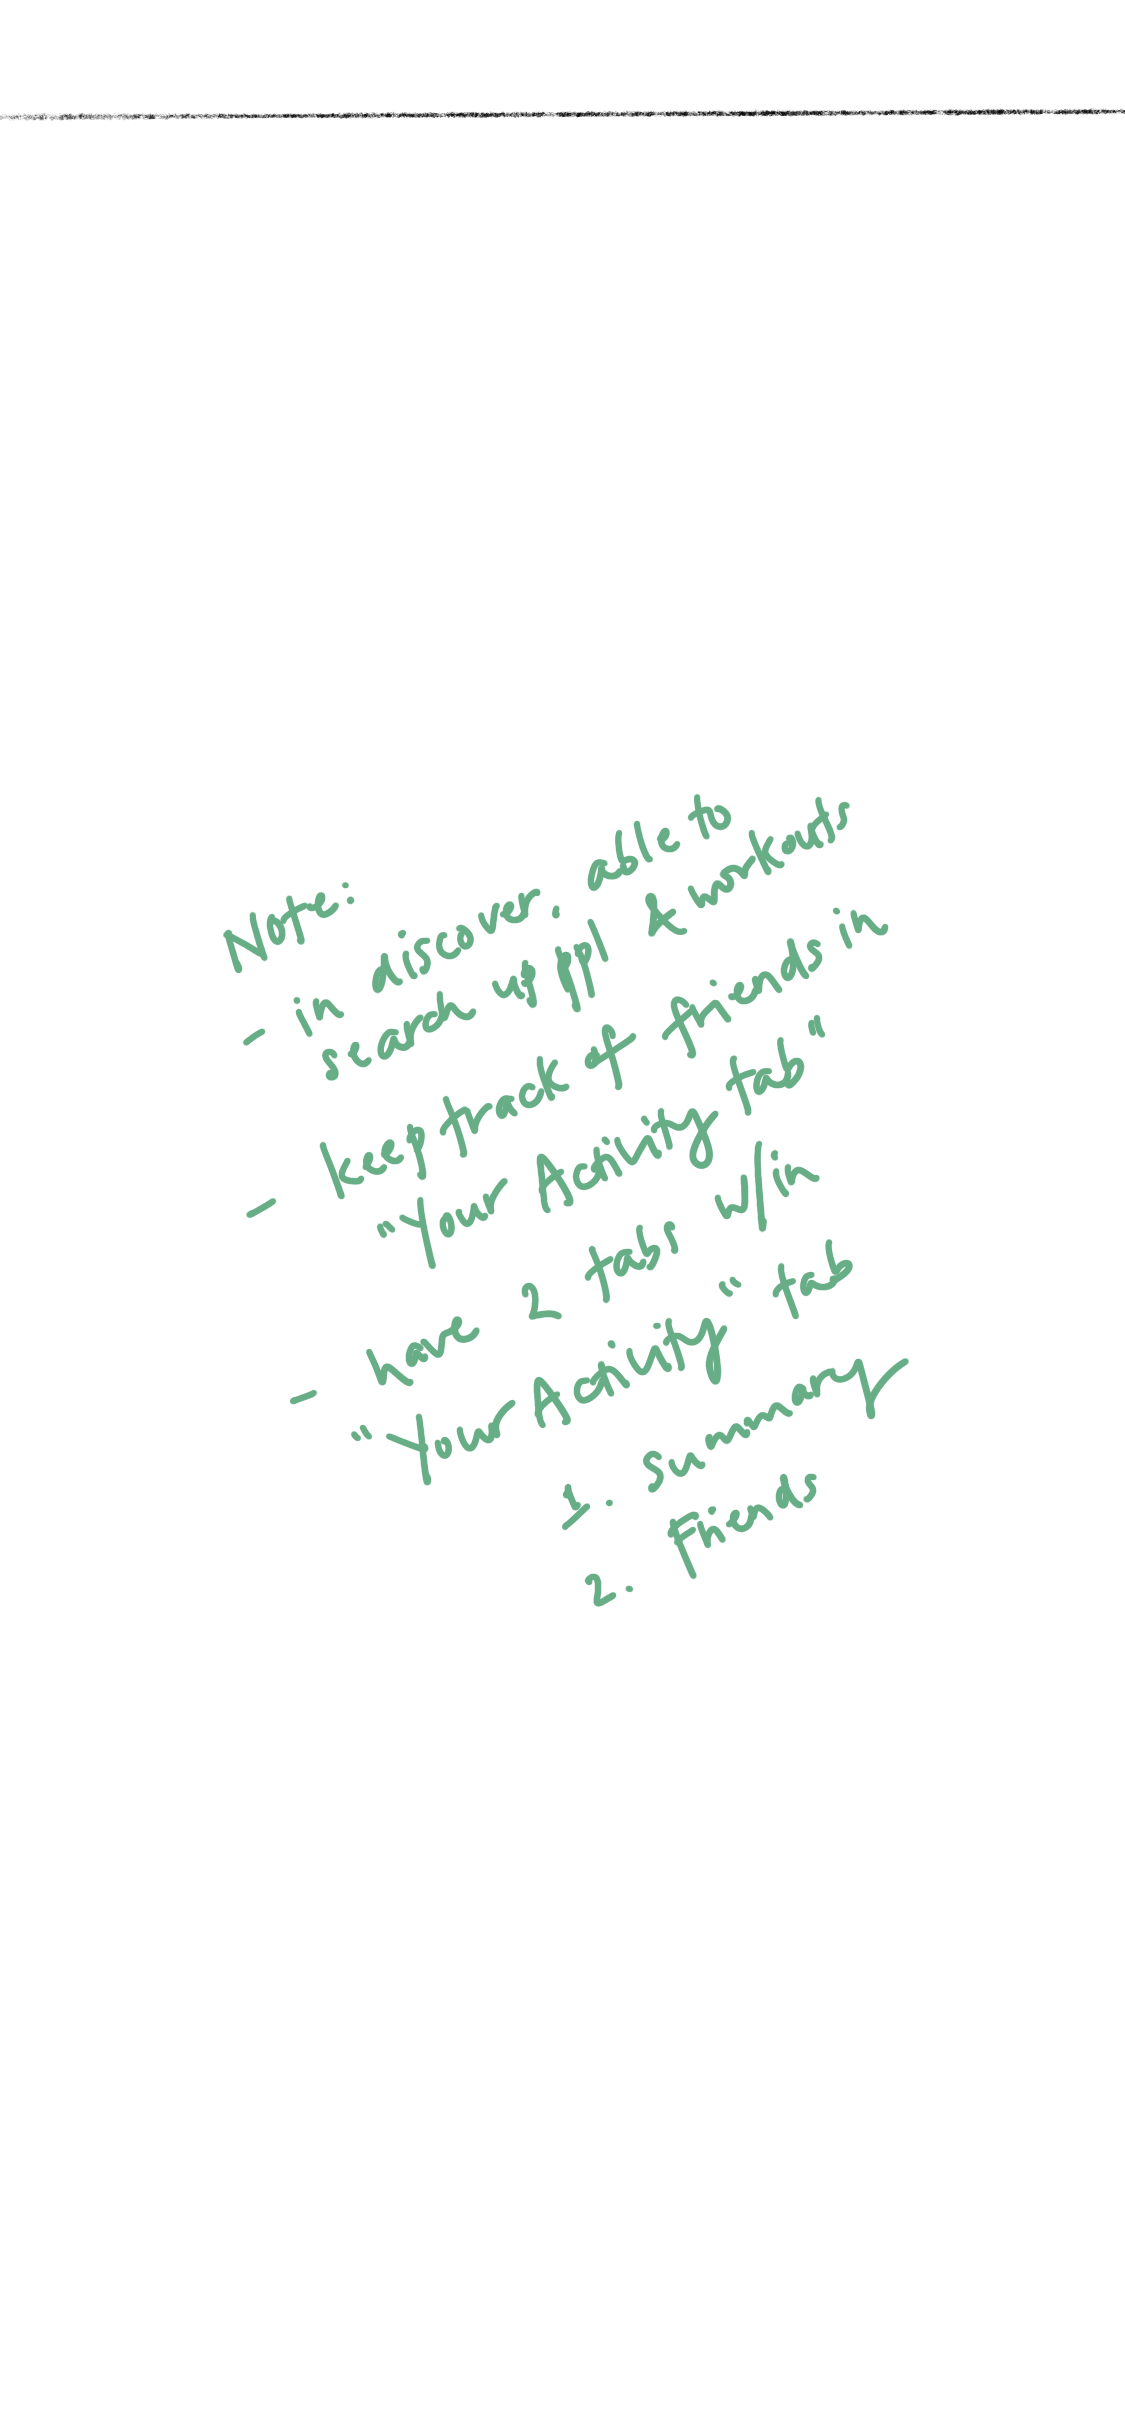 Note:
- in discover, able to
search up ppl & workouts
- keep track of friends in
"Your Activity tab"
- have 2 tabs w/in
"Your Activity" tab
1. summary
2. Friends